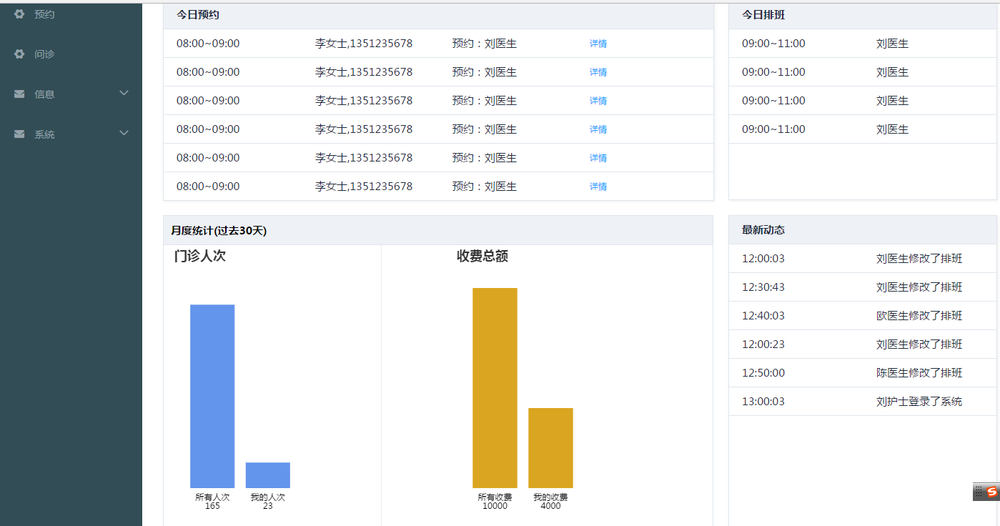 预约
问诊
信息
系统
今日预约
08:00~09:00 李女士,1351235678 预约：刘医生 详情
08:00~09:00 李女士,1351235678 预约：刘医生 详情
08:00~09:00 李女士,1351235678 预约：刘医生 详情
08:00~09:00 李女士,1351235678 预约：刘医生 详情
08:00~09:00 李女士,1351235678 预约：刘医生 详情
08:00~09:00 李女士,1351235678 预约：刘医生 详情
今日排班
09:00~11:00 刘医生
09:00~11:00 刘医生
09:00~11:00 刘医生
09:00~11:00 刘医生
月度统计(过去30天)
门诊人次
所有人次 我的人次
165 23
收费总额
所有收费 我的收费
10000 4000
最新动态
12:00:03 刘医生修改了排班
12:30:43 刘医生修改了排班
12:40:03 欧医生修改了排班
12:00:23 刘医生修改了排班
12:50:00 陈医生修改了排班
13:00:03 刘护士登录了系统
S